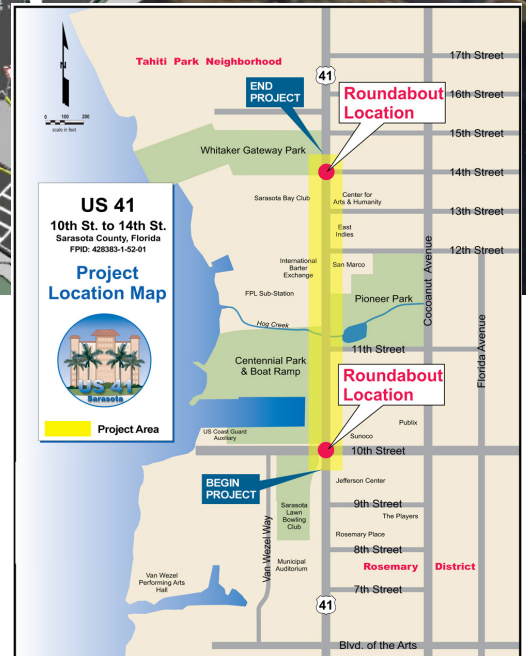 N
0 100 200
scale in feet
Tahiti Park Neighborhood
41
17th Street
END
PROJECT
Roundabout
Location
16th Street
15th Street
Whitaker Gateway Park
14th Street
US 41
10th St. to 14th St.
Sarasota County, Florida
FPID: 428383-1-52-01
Project
Location Map
US 41
Sarasota
Project Area
Sarasota Bay Club
Center for
Arts & Humanity
13th Street
East
Indies
12th Street
International
Barter
Exchange
San Marco
FPL Sub-Station
Pioneer Park
Cocoanut Avenue
Florida Avenue
Hog Creek
11th Street
Centennial Park
& Boat Ramp
Roundabout
Location
US Coast Guard
Auxiliary
Publix
Sunoco
10th Street
BEGIN
PROJECT
Jefferson Center
9th Street
The Players
Sarasota
Lawn
Bowling
Club
Rosemary Place
8th Street
Van Wezel Way
Municipal
Auditorium
Rosemary District
Van Wezel
Performing Arts
Hall
7th Street
41
Blvd. of the Arts